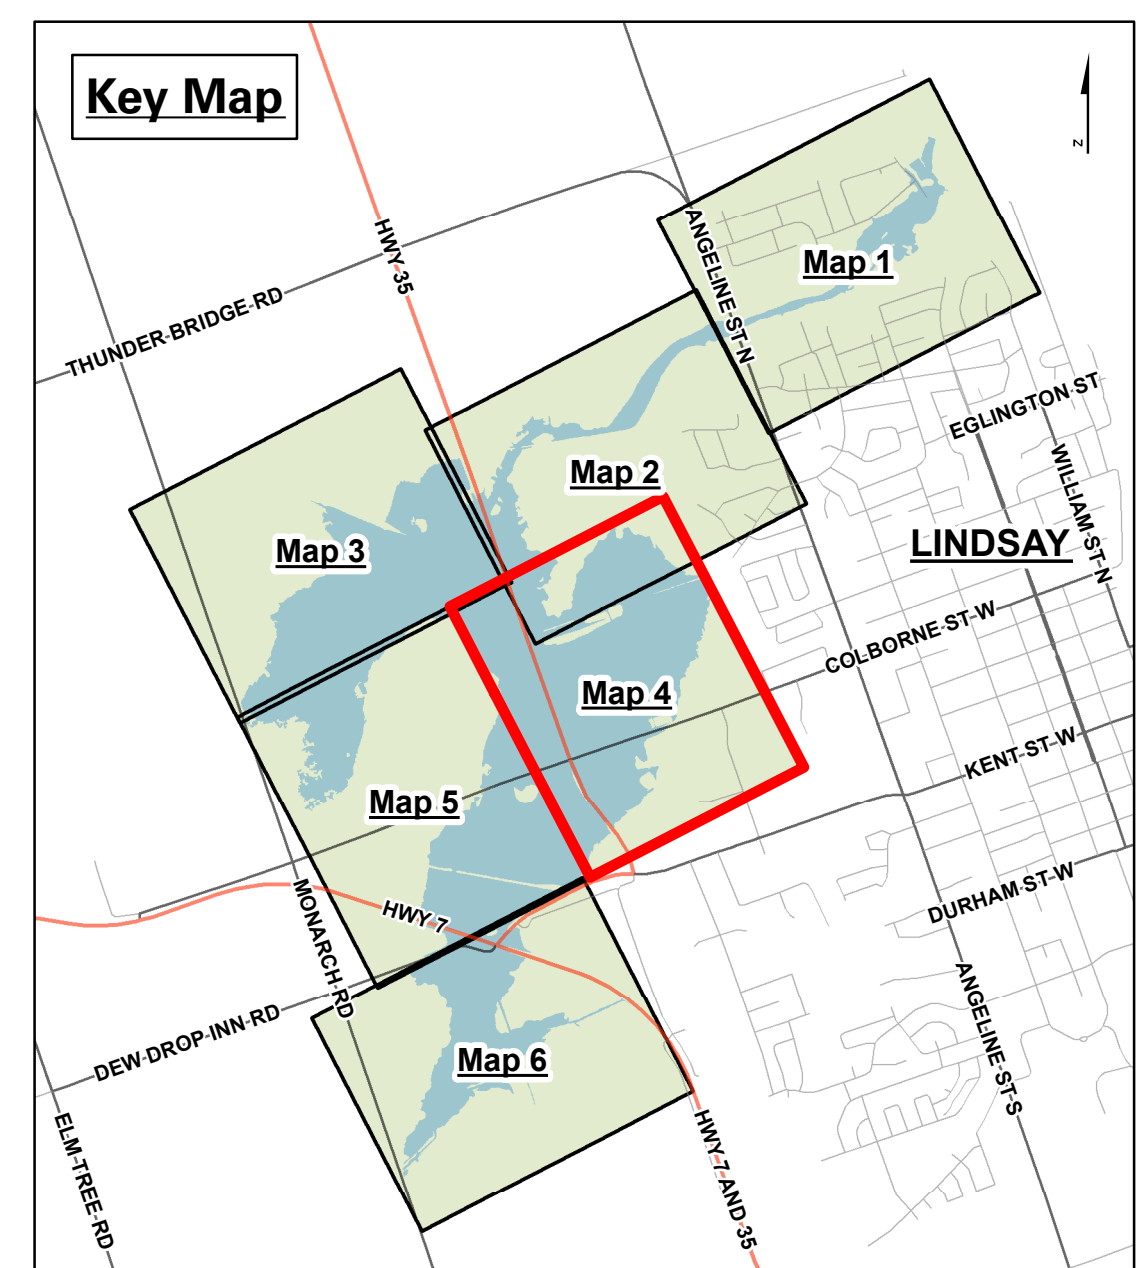 Key Map
N
HWY 35
ANGELINE ST N
Map 1
THUNDER BRIDGE RD
EGLINGTON ST
Map 2
WILLIAM ST N
LINDSAY
Map 3
COLBORNE ST W
Map 4
KENT ST W
Map 5
DURHAM ST W
MONARCH RD
HWY 7
ANGELINE ST S
DEW DROP INN RD
Map 6
ELM TREE RD
HWY 7 AND 35